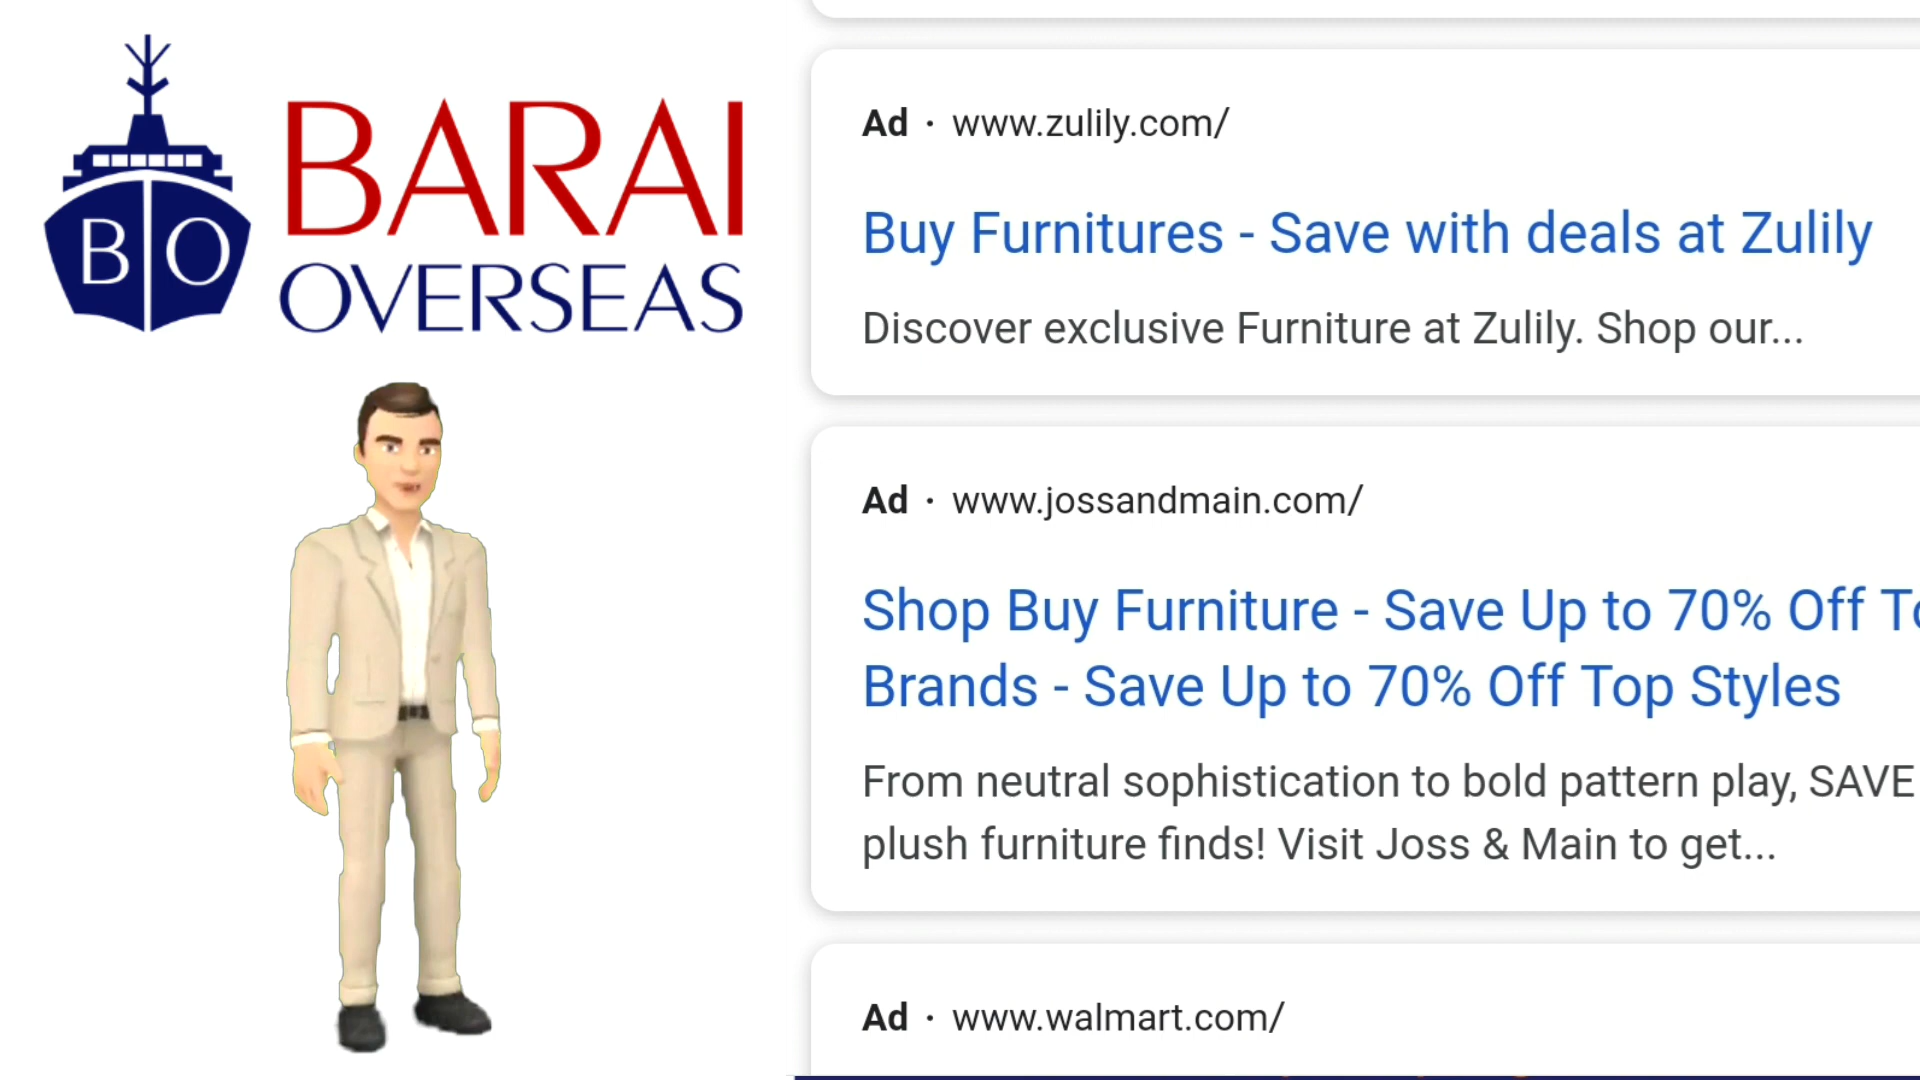 BO
BARAI
OVERSEAS
Ad · www.zulily.com/
Buy Furnitures - Save with deals at Zulily
Discover exclusive Furniture at Zulily. Shop our...
Ad · www.jossandmain.com/
Shop Buy Furniture - Save Up to 70% Off To
Brands - Save Up to 70% Off Top Styles
From neutral sophistication to bold pattern play, SAVE
plush furniture finds! Visit Joss & Main to get...
Ad · www.walmart.com/